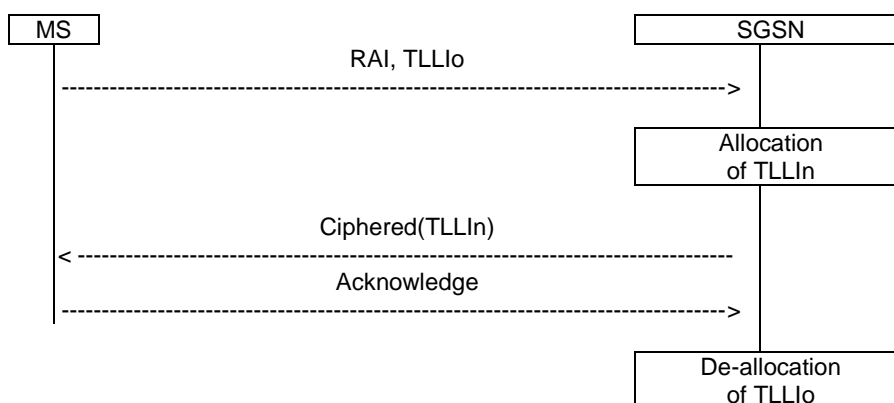 MS
SGSN
RAI, TLLIo
Allocation
of TLLIn
Ciphered(TLLIn)
Acknowledge
De-allocation
of TLLIo